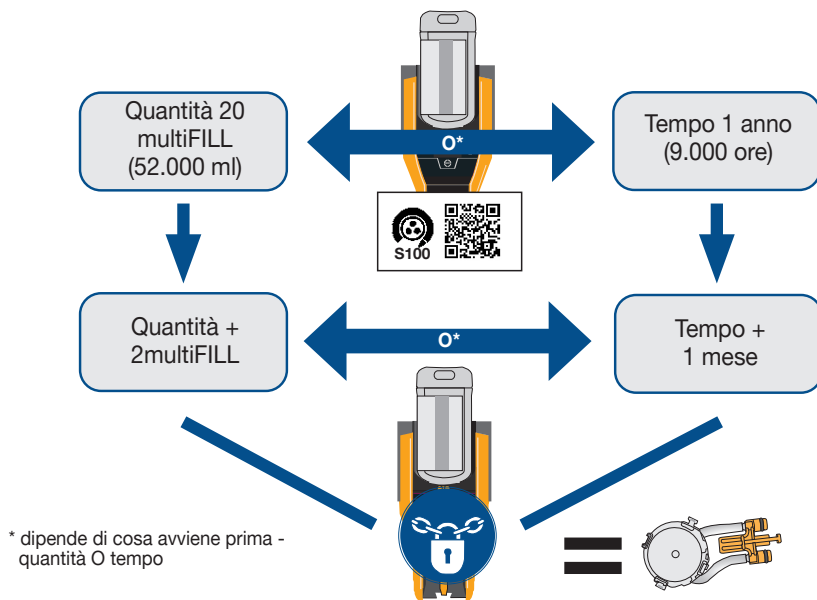 Quantità 20
multiFILL
(52.000 ml)
O*
Tempo 1 anno
(9.000 ore)
S100
Quantità +
2multiFILL
O*
Tempo +
1 mese
* dipende di cosa avviene prima -
quantità O tempo